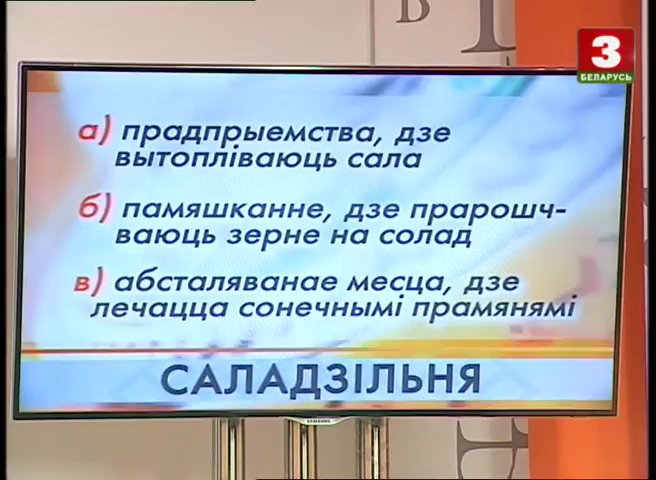 3
БЕЛАРУСЬ
а) прадпрыемства, дзе
вытопліваюць сала
б) памяшканне, дзе прарошч-
ваюць зерне на солад
в) абсталяванае месца, дзе
лечацца сонечнымі прамянямі
САЛАДЗІЛЬНЯ
SAMSUNG